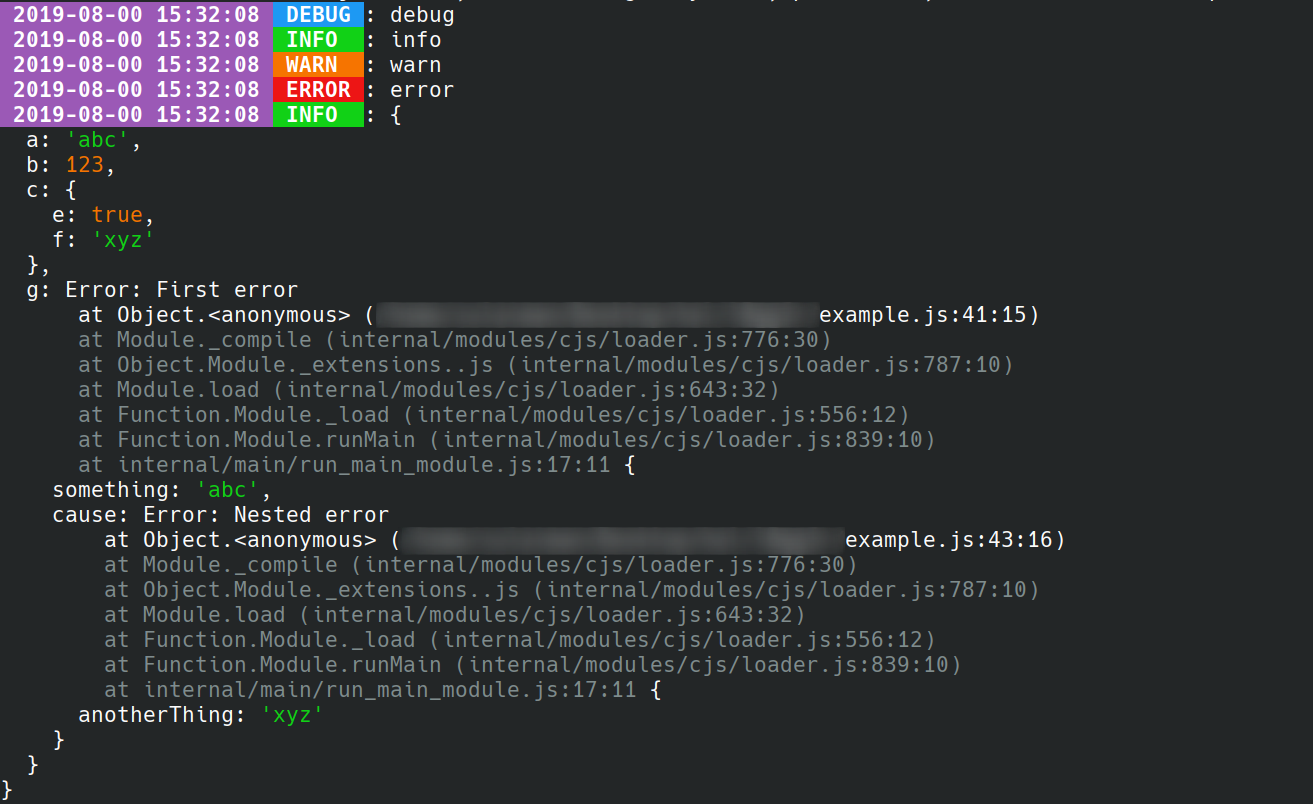 2019-08-00 15:32:08 DEBUG : debug
2019-08-00 15:32:08 INFO : info
2019-08-00 15:32:08 WARN : warn
2019-08-00 15:32:08 ERROR : error
2019-08-00 15:32:08 INFO : {
a: 'abc',
b: 123,
c: {
e: true,
f: 'xyz'
},
g: Error: First error
at Object.<anonymous> (example.js:41:15)
at Module._compile (internal/modules/cjs/loader.js:776:30)
at Object.Module._extensions..js (internal/modules/cjs/loader.js:787:10)
at Module.load (internal/modules/cjs/loader.js:643:32)
at Function.Module._load (internal/modules/cjs/loader.js:556:12)
at Function.Module.runMain (internal/modules/cjs/loader.js:839:10)
at internal/main/run_main_module.js:17:11 {
something: 'abc',
cause: Error: Nested error
at Object.<anonymous> (example.js:43:16)
at Module._compile (internal/modules/cjs/loader.js:776:30)
at Object.Module._extensions..js (internal/modules/cjs/loader.js:787:10)
at Module.load (internal/modules/cjs/loader.js:643:32)
at Function.Module._load (internal/modules/cjs/loader.js:556:12)
at Function.Module.runMain (internal/modules/cjs/loader.js:839:10)
at internal/main/run_main_module.js:17:11 {
anotherThing: 'xyz'
}
}
}